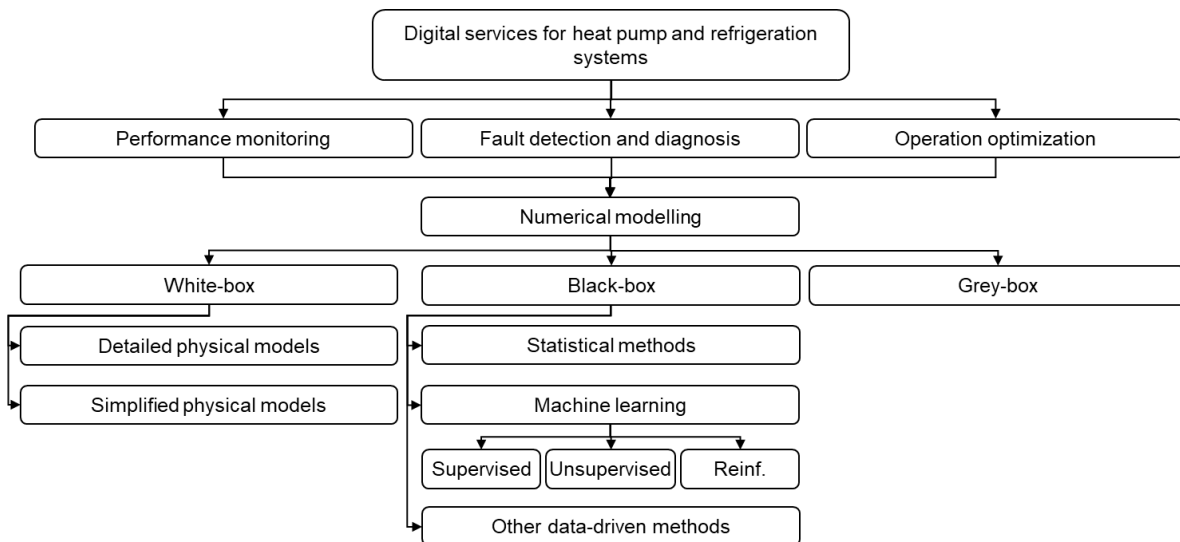 Digital services for heat pump and refrigeration
systems
Performance monitoring
Fault detection and diagnosis
Operation optimization
Numerical modelling
White-box
Black-box
Grey-box
Detailed physical models
Statistical methods
Simplified physical models
Machine learning
Supervised
Unsupervised
Reinf.
Other data-driven methods